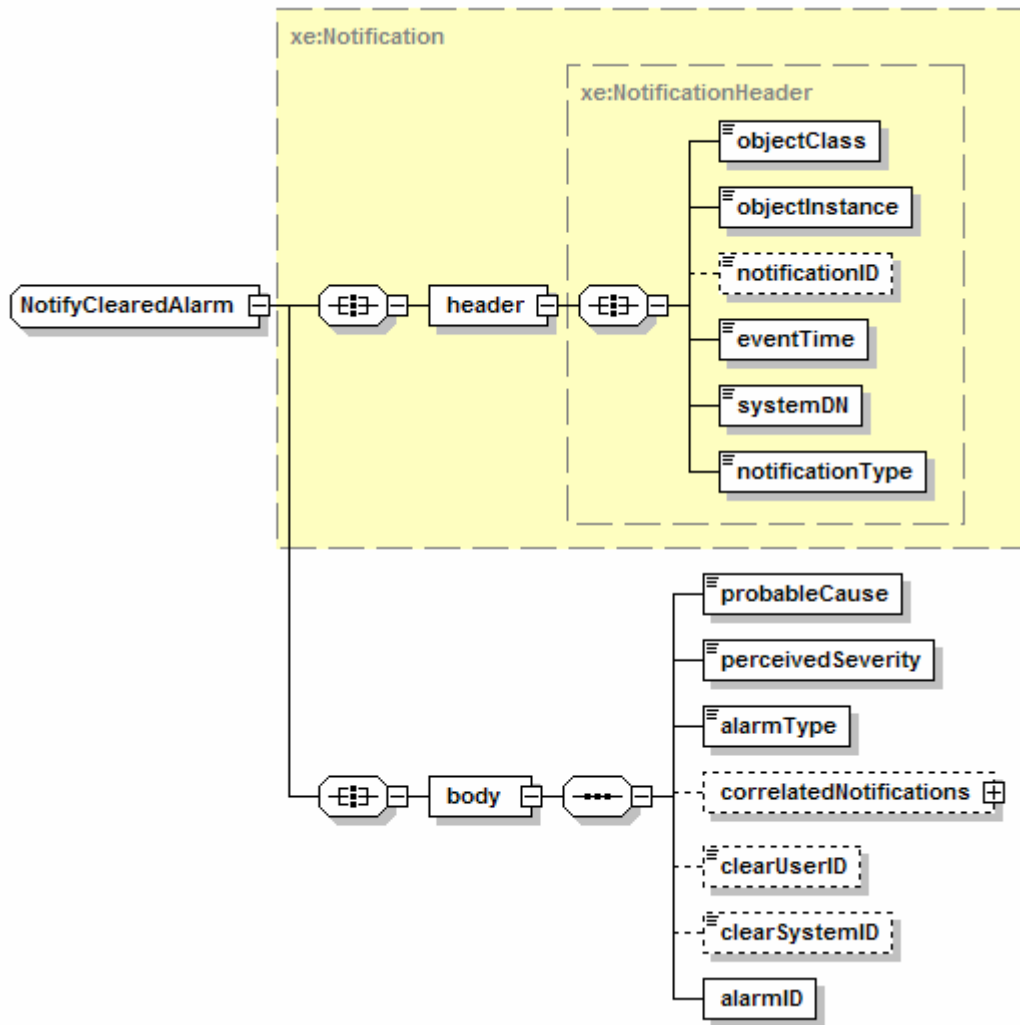 xe:Notification
xe:NotificationHeader
objectClass
objectInstance
notificationID
NotifyClearedAlarm
header
eventTime
systemDN
notificationType
probableCause
perceivedSeverity
alarmType
body
correlatedNotifications
clearUserID
clearSystemID
alarmID